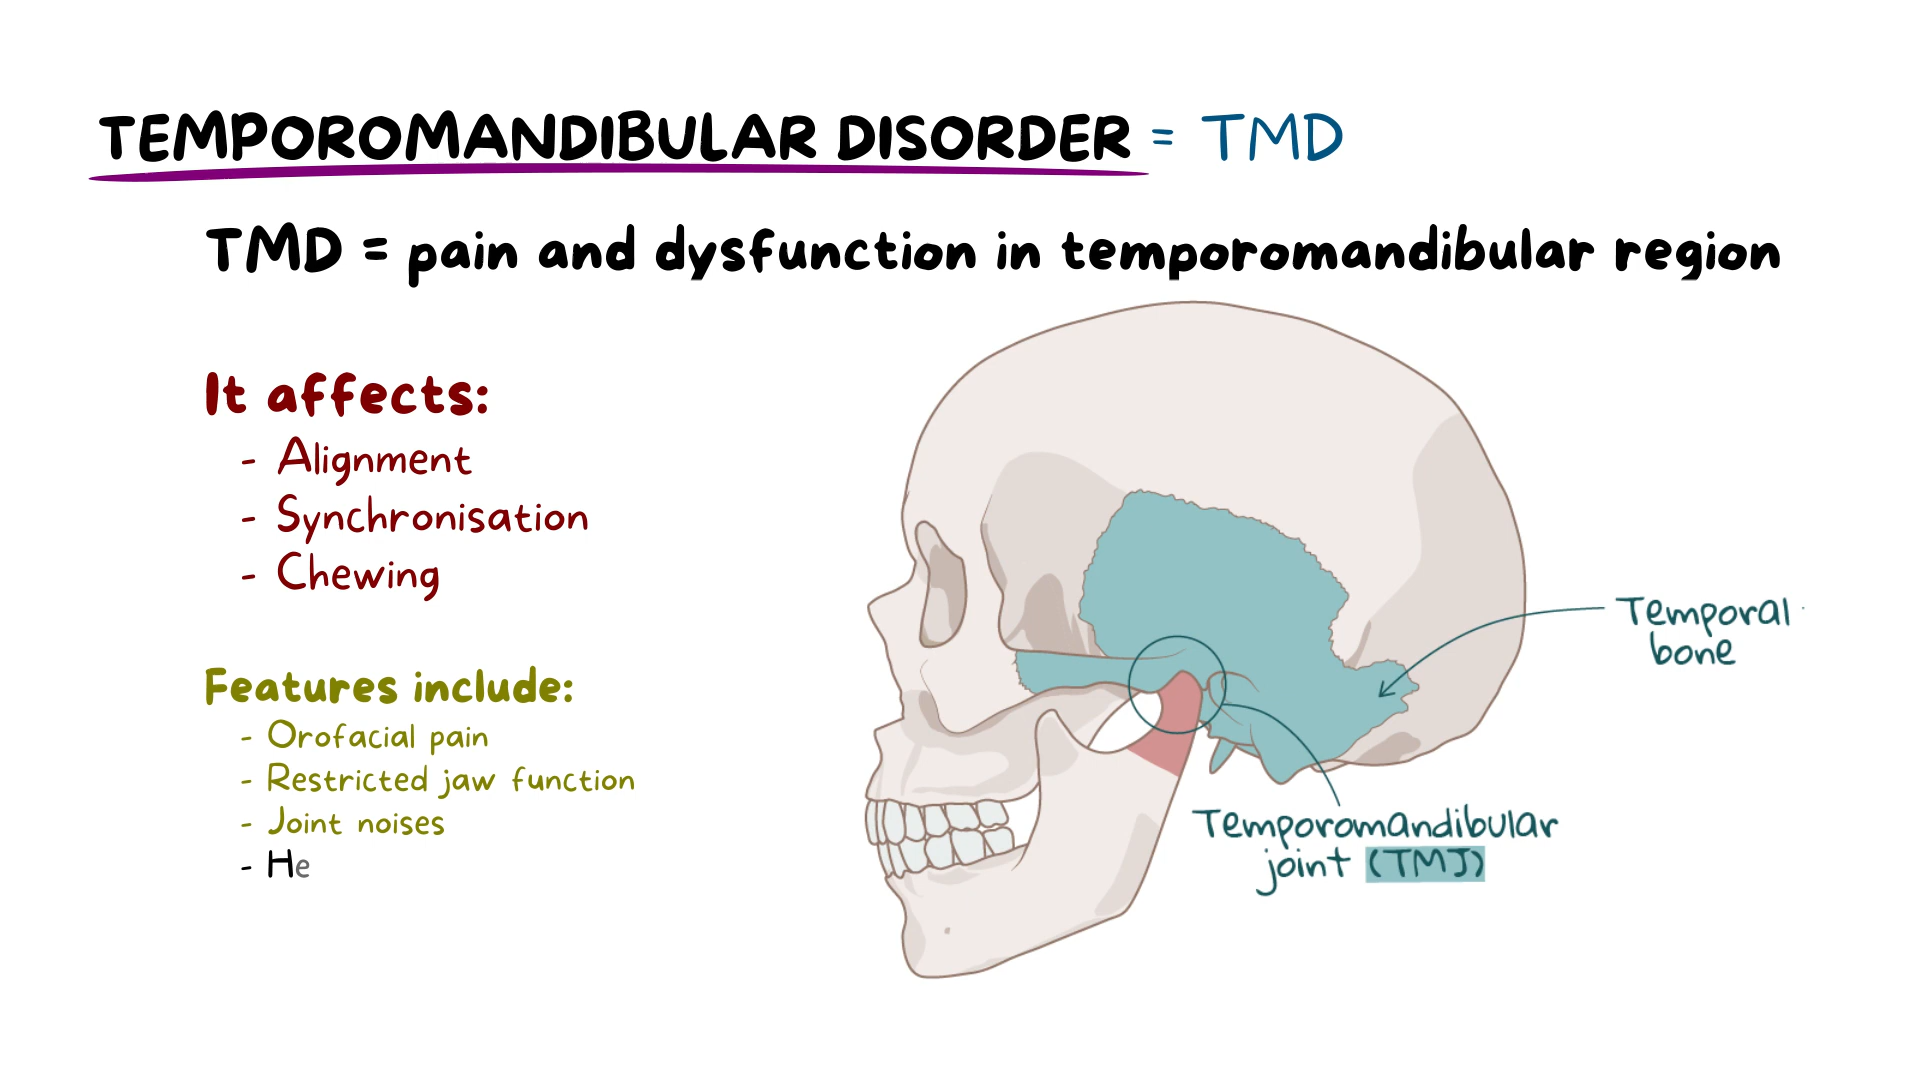 TEMPOROMANDIBULAR DISORDER = TMD
TMD = pain and dysfunction in temporomandibular region
It affects:
- Alignment
- Synchronisation
- Chewing
Features include:
- Orofacial pain
- Restricted jaw function
- Joint noises
- He
Temporal
bone
Temporomandibular
joint (TMJ)